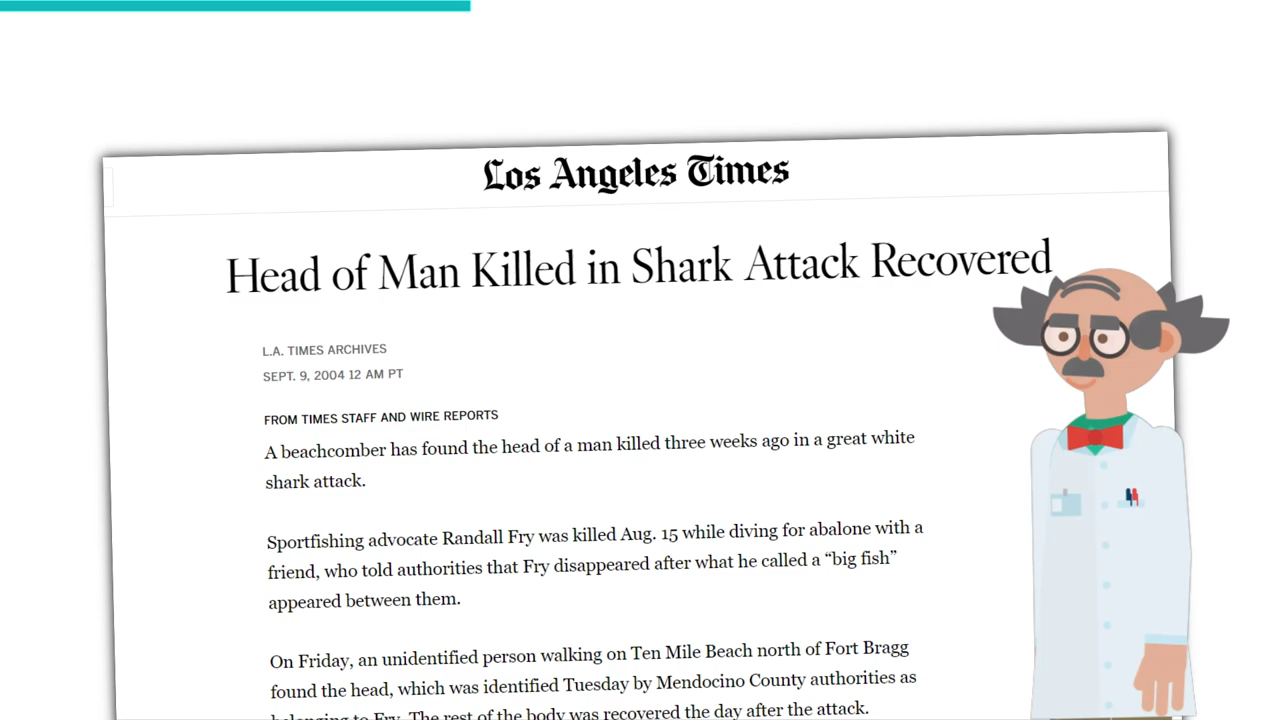 Los Angeles Times
Head of Man Killed in Shark Attack Recovered
L.A. TIMES ARCHIVES
SEPT. 9, 2004 12 AM PT
FROM TIMES STAFF AND WIRE REPORTS
A beachcomber has found the head of a man killed three weeks ago in a great white
shark attack.
Sportfishing advocate Randall Fry was killed Aug. 15 while diving for abalone with a
friend, who told authorities that Fry disappeared after what he called a “big fish”
appeared between them.
On Friday, an unidentified person walking on Ten Mile Beach north of Fort Bragg
found the head, which was identified Tuesday by Mendocino County authorities as
belonging to Fry. The rest of the body was recovered the day after the attack.